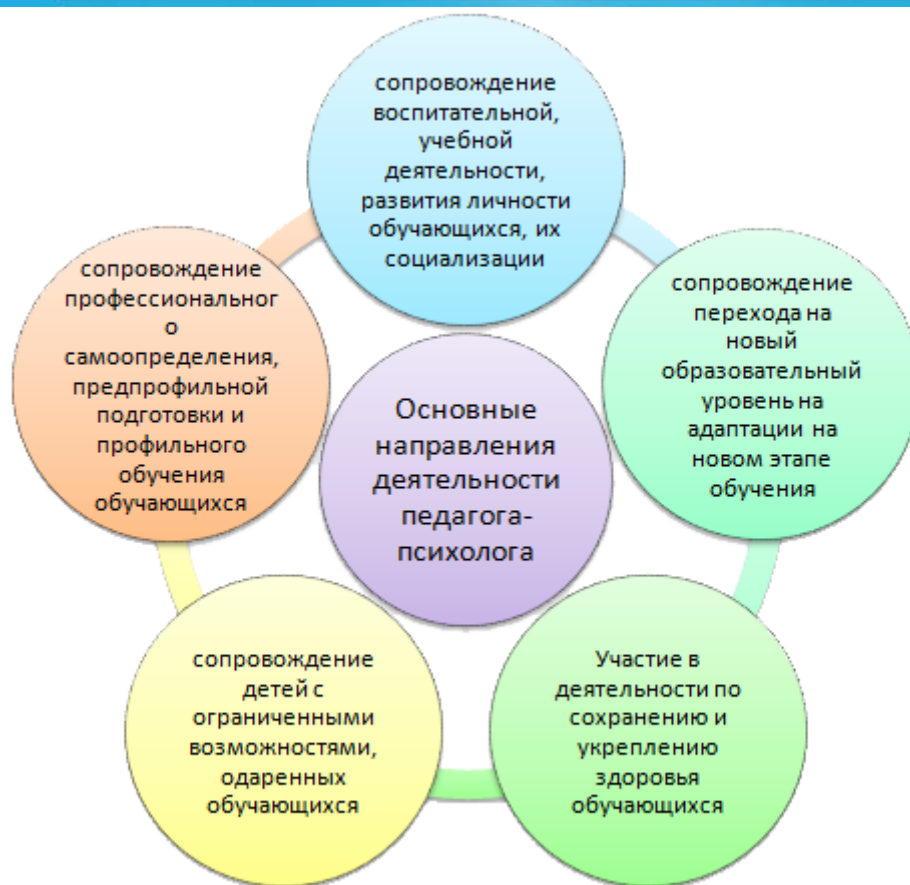 сопровождение
воспитательной,
учебной
деятельности,
развития личности
обучающихся, их
социализации
сопровождение
перехода на
новый
образовательный
уровень на
адаптации на
новом этапе
обучения
Участие в
деятельности по
сохранению и
укреплению
здоровья
обучающихся
сопровождение
детей с
ограниченными
возможностями,
одаренных
обучающихся
сопровождение
профессиональног
о
самоопределения,
предпрофильной
подготовки и
профильного
обучения
обучающихся
Основные
направления
деятельности
педагога-
психолога